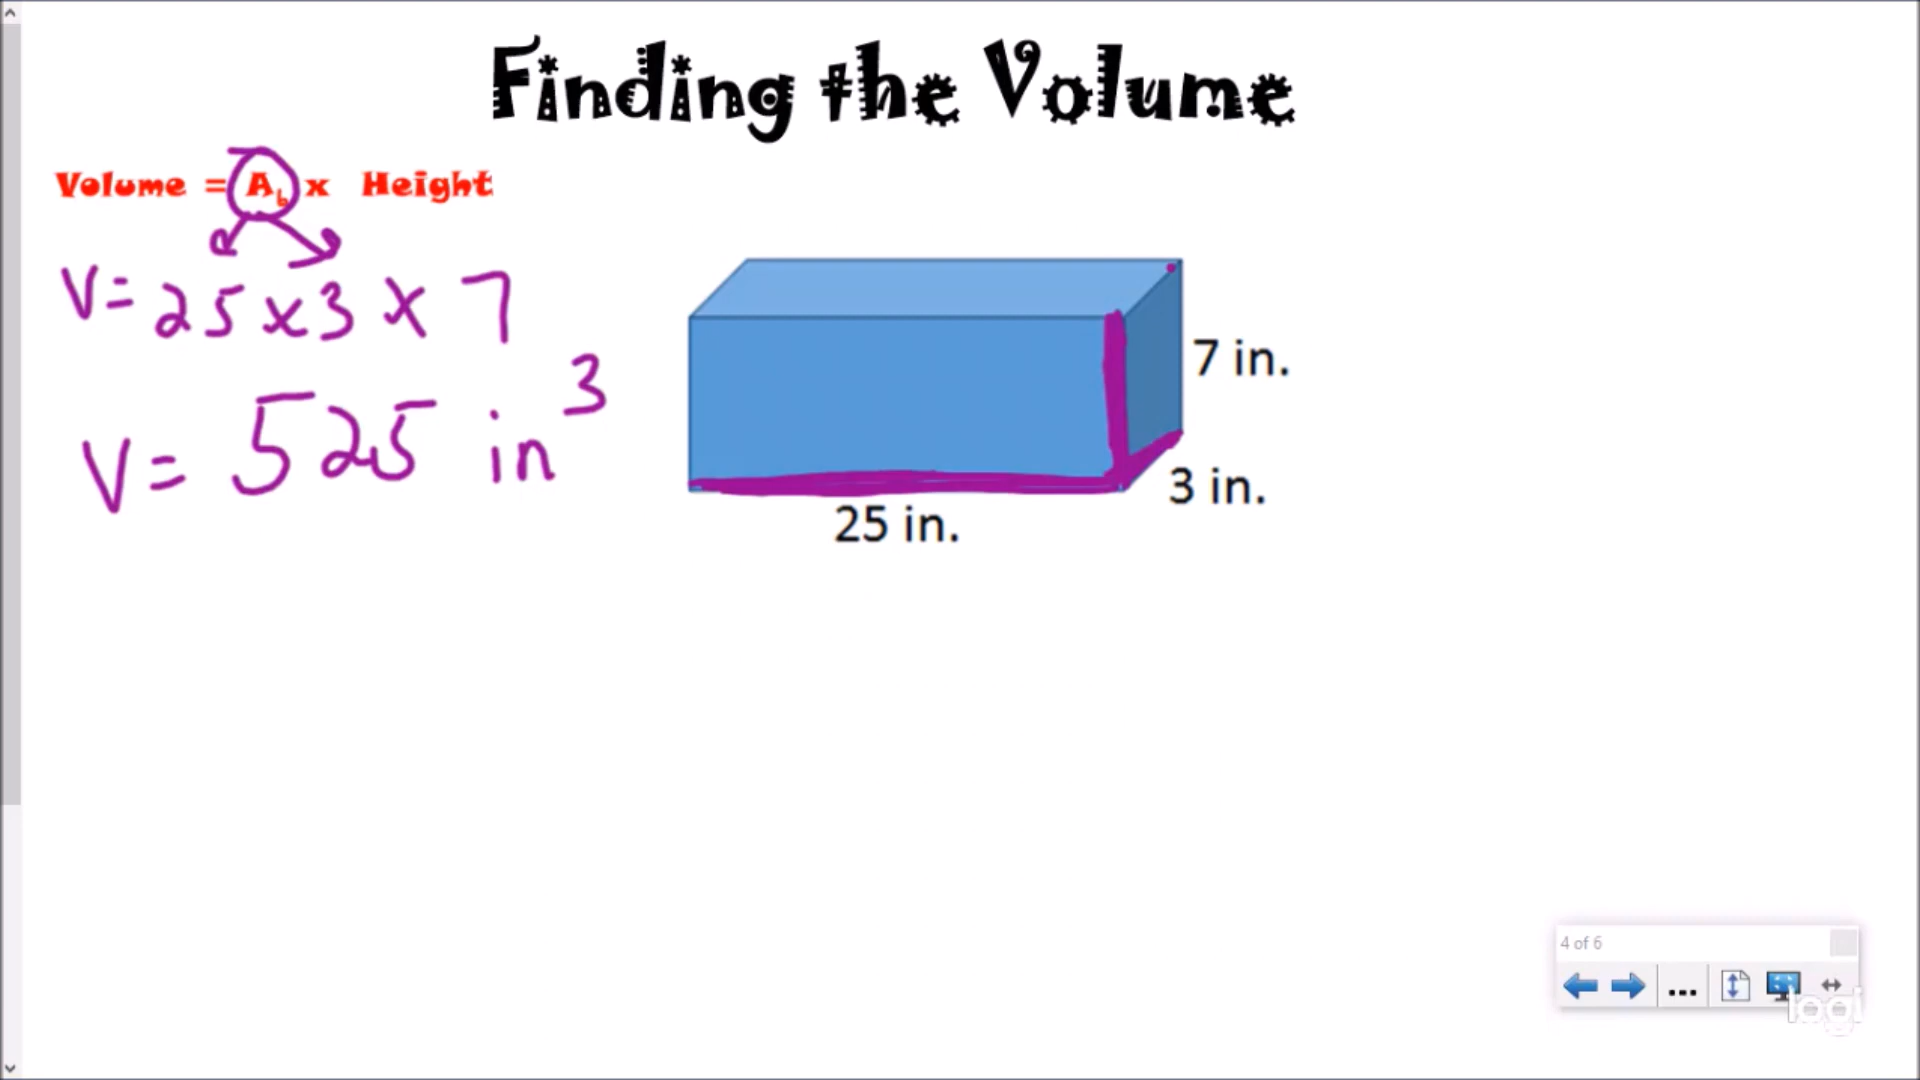 Finding the Volume
Volume = Ab x Height
V= 25 x 3 x 7
V= 525 in³
7 in.
3 in.
25 in.
4 of 6
...
logi